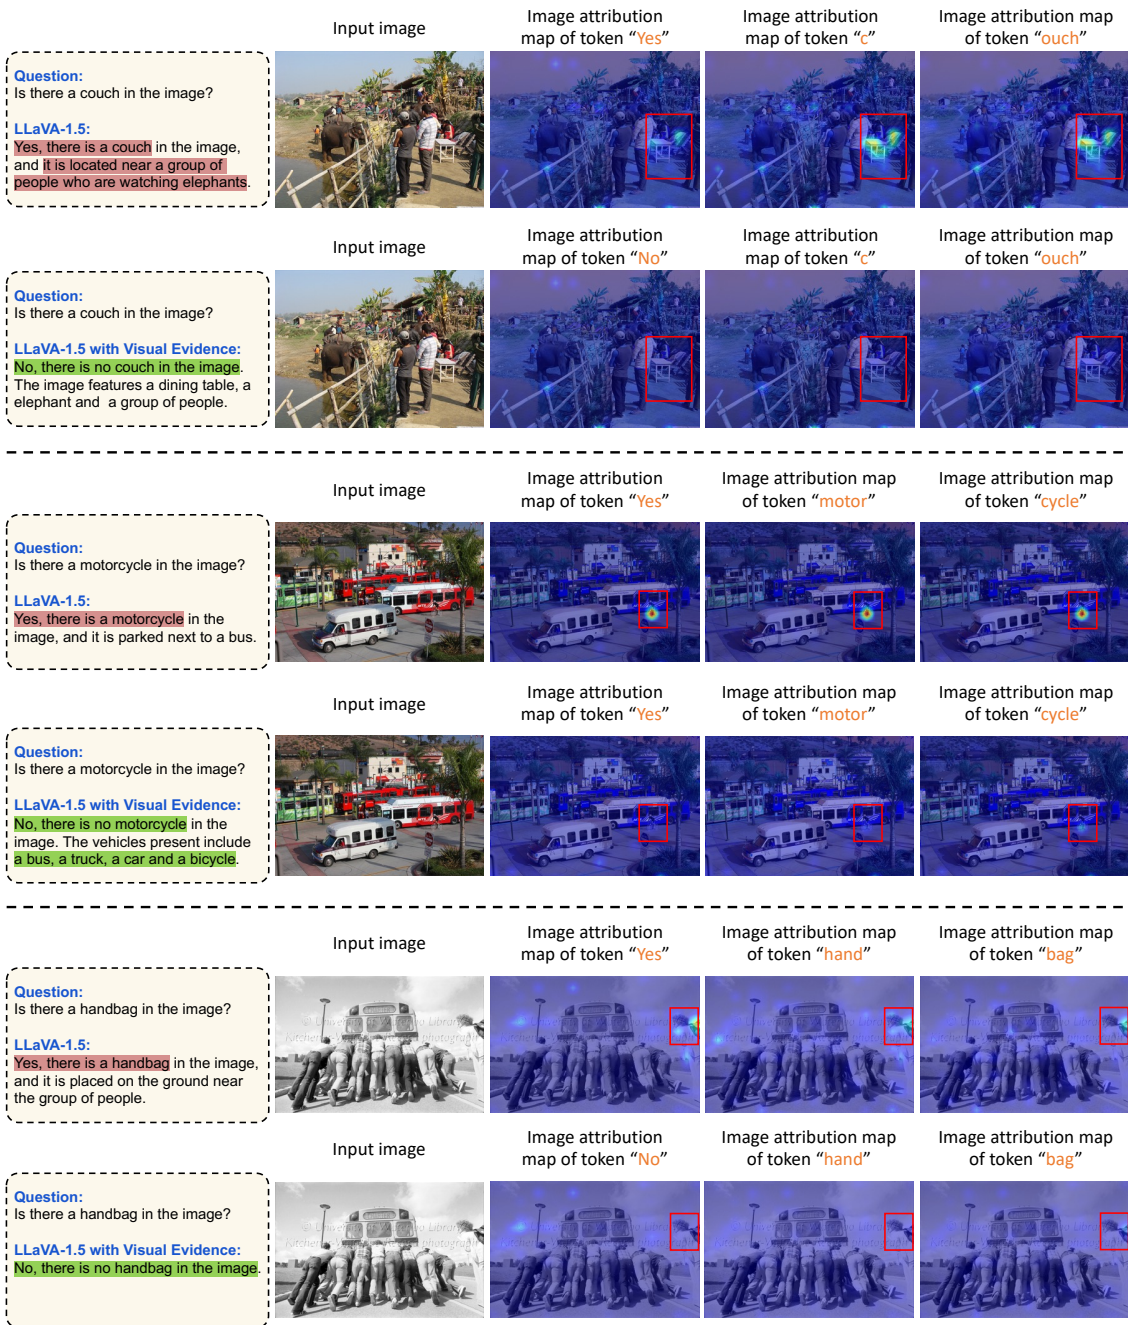 Input image
Image attribution
map of token “Yes”
Image attribution
map of token “c”
Image attribution map
of token “ouch”
Question:
Is there a couch in the image?
LLaVA-1.5:
Yes, there is a couch in the image,
and it is located near a group of
people who are watching elephants.
Input image
Image attribution
map of token “No”
Image attribution
map of token “c”
Image attribution map
of token “ouch”
Question:
Is there a couch in the image?
LLaVA-1.5 with Visual Evidence:
No, there is no couch in the image.
The image features a dining table, a
elephant and a group of people.
Input image
Image attribution
map of token “Yes”
Image attribution map
of token “motor”
Image attribution map
of token “cycle”
Question:
Is there a motorcycle in the image?
LLaVA-1.5:
Yes, there is a motorcycle in the
image, and it is parked next to a bus.
Input image
Image attribution
map of token “Yes”
Image attribution map
of token “motor”
Image attribution map
of token “cycle”
Question:
Is there a motorcycle in the image?
LLaVA-1.5 with Visual Evidence:
No, there is no motorcycle in the
image. The vehicles present include
a bus, a truck, a car and a bicycle.
Input image
Image attribution
map of token “Yes”
Image attribution map
of token “hand”
Image attribution map
of token “bag”
Question:
Is there a handbag in the image?
LLaVA-1.5:
Yes, there is a handbag in the image,
and it is placed on the ground near
the group of people.
Input image
Image attribution
map of token “No”
Image attribution map
of token “hand”
Image attribution map
of token “bag”
Question:
Is there a handbag in the image?
LLaVA-1.5 with Visual Evidence:
No, there is no handbag in the image.